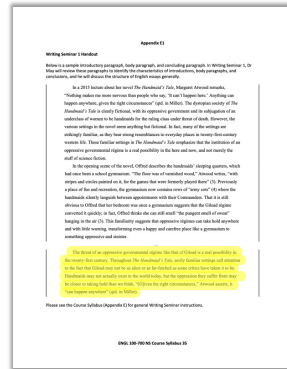 Appendix E1
Writing Seminar 1 Handout
Below is a sample introductory paragraph, body paragraph, and concluding paragraph. In Writing Seminar 1, Dr
May will review these paragraphs to identify the characteristics of introductions, body paragraphs, and
conclusions, and he will discuss the structure of English essays generally.
In a 2015 lecture about her novel The Handmaid's Tale, Margaret Atwood remarks,
"Nothing makes me more nervous than people who say, 'It can't happen here.' Anything can
happen anywhere, given the right circumstances" (qtd. in Miller). The dystopian society of The
Handmaid's Tale is clearly fictional, with its oppressive government and its subjugation of an
underclass of women to be handmaids for the ruling class under threat of death. However, the
various settings in the novel seem anything but fictional. In fact, many of the settings are
strikingly familiar, as they bear strong resemblances to everyday places in twenty-first-century
western life. These familiar settings in The Handmaid's Tale emphasize that the institution of an
oppressive governmental regime is a real possibility in the here and now, and not merely the
stuff of science fiction.
In the opening scene of the novel, Offred describes the handmaids' sleeping quarters, which
had once been a school gymnasium. "The floor was of varnished wood," Atwood writes, "with
stripes and circles painted on it, for the games that were formerly played there" (3). Previously
a place of fun and recreation, the gymnasium now contains rows of "army cots" (4) where the
handmaids silently languish between appointments with their Commanders. That it is still
obvious to Offred that her bedroom was once a gymnasium suggests that the Gilead regime
converted it quickly; in fact, Offred thinks she can still smell "the pungent smell of sweat"
hanging in the air (3). This familiarity suggests that oppressive regimes can take hold anywhere
and with little warning, transforming even a happy and carefree place like a gymnasium to
something oppressive and sinister.
The threat of an oppressive governmental regime like that of Gilead is a real possibility in
the twenty-first century. Throughout The Handmaid's Tale, eerily familiar settings call attention
to the fact that Gilead may not be as alien or as far-fetched as some critics have taken it to be.
Handmaids may not actually exist in the world today, but the oppression they suffer from may
be closer to taking hold than we think. "[G]iven the right circumstances," Atwood asserts, it
"can happen anywhere" (qtd. in Miller).
Please see the Course Syllabus (Appendix E) for general Writing Seminar instructions.
ENGL 100-700 NS Course Syllabus 35